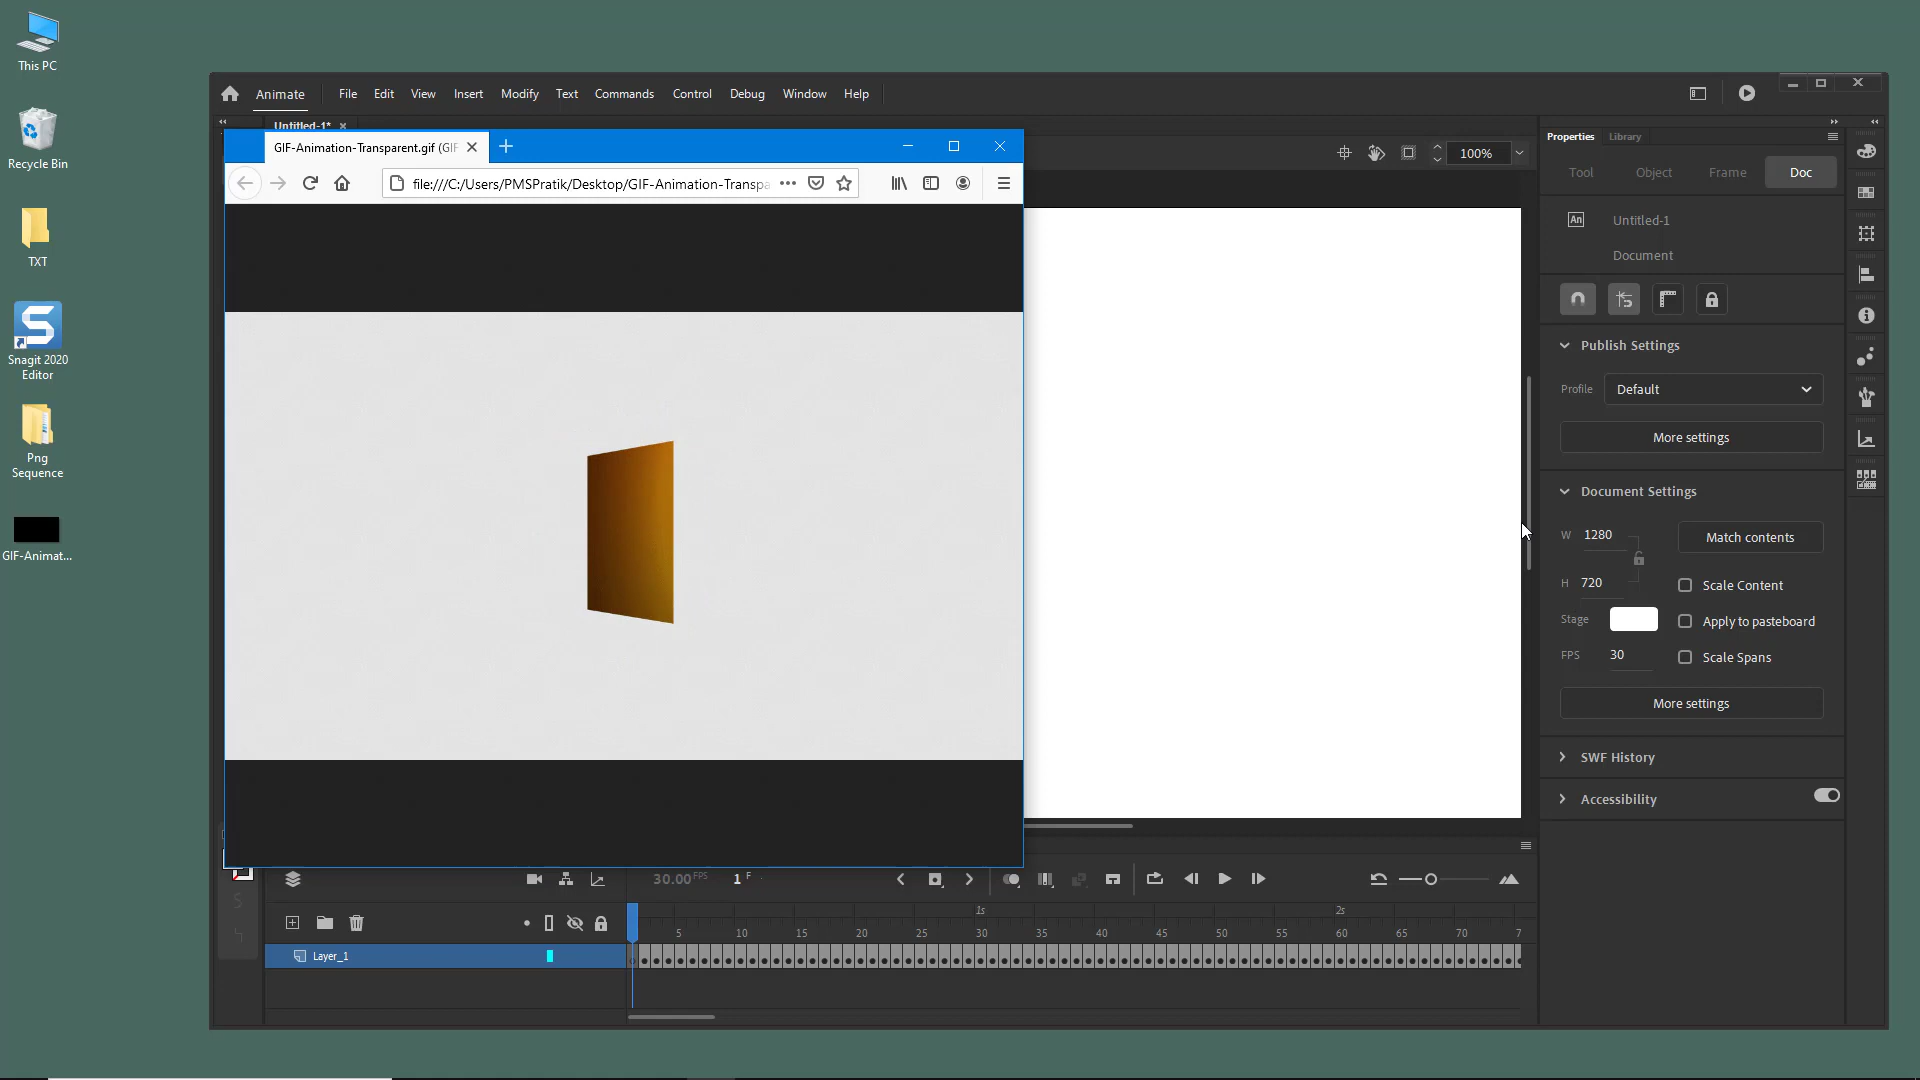 This PC
Recycle Bin
TXT
Snagit 2020
Editor
Png
Sequence
GIF-Animat...
Animate
File
Edit
View
Insert
Modify
Text
Commands
Control
Debug
Window
Help
Untitled-1*
GIF-Animation-Transparent.gif (GIF
file:///C:/Users/PMSPratik/Desktop/GIF-Animation-Transpa
100%
Properties
Library
Tool
Object
Frame
Doc
An
Untitled-1
Document
Publish Settings
Profile
Default
More settings
Document Settings
W
1280
Match contents
H
720
Scale Content
Stage
Apply to pasteboard
FPS
30
Scale Spans
More settings
SWF History
Accessibility
30.00 FPS
1 F
1s
2s
5
10
15
20
25
30
35
40
45
50
55
60
65
70
7
Layer_1